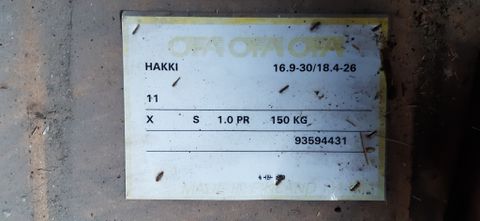 OFA OFA OFA
HAKKI 16.9-30/18.4-26
11
X S 1.0 PR 150 KG
93594431